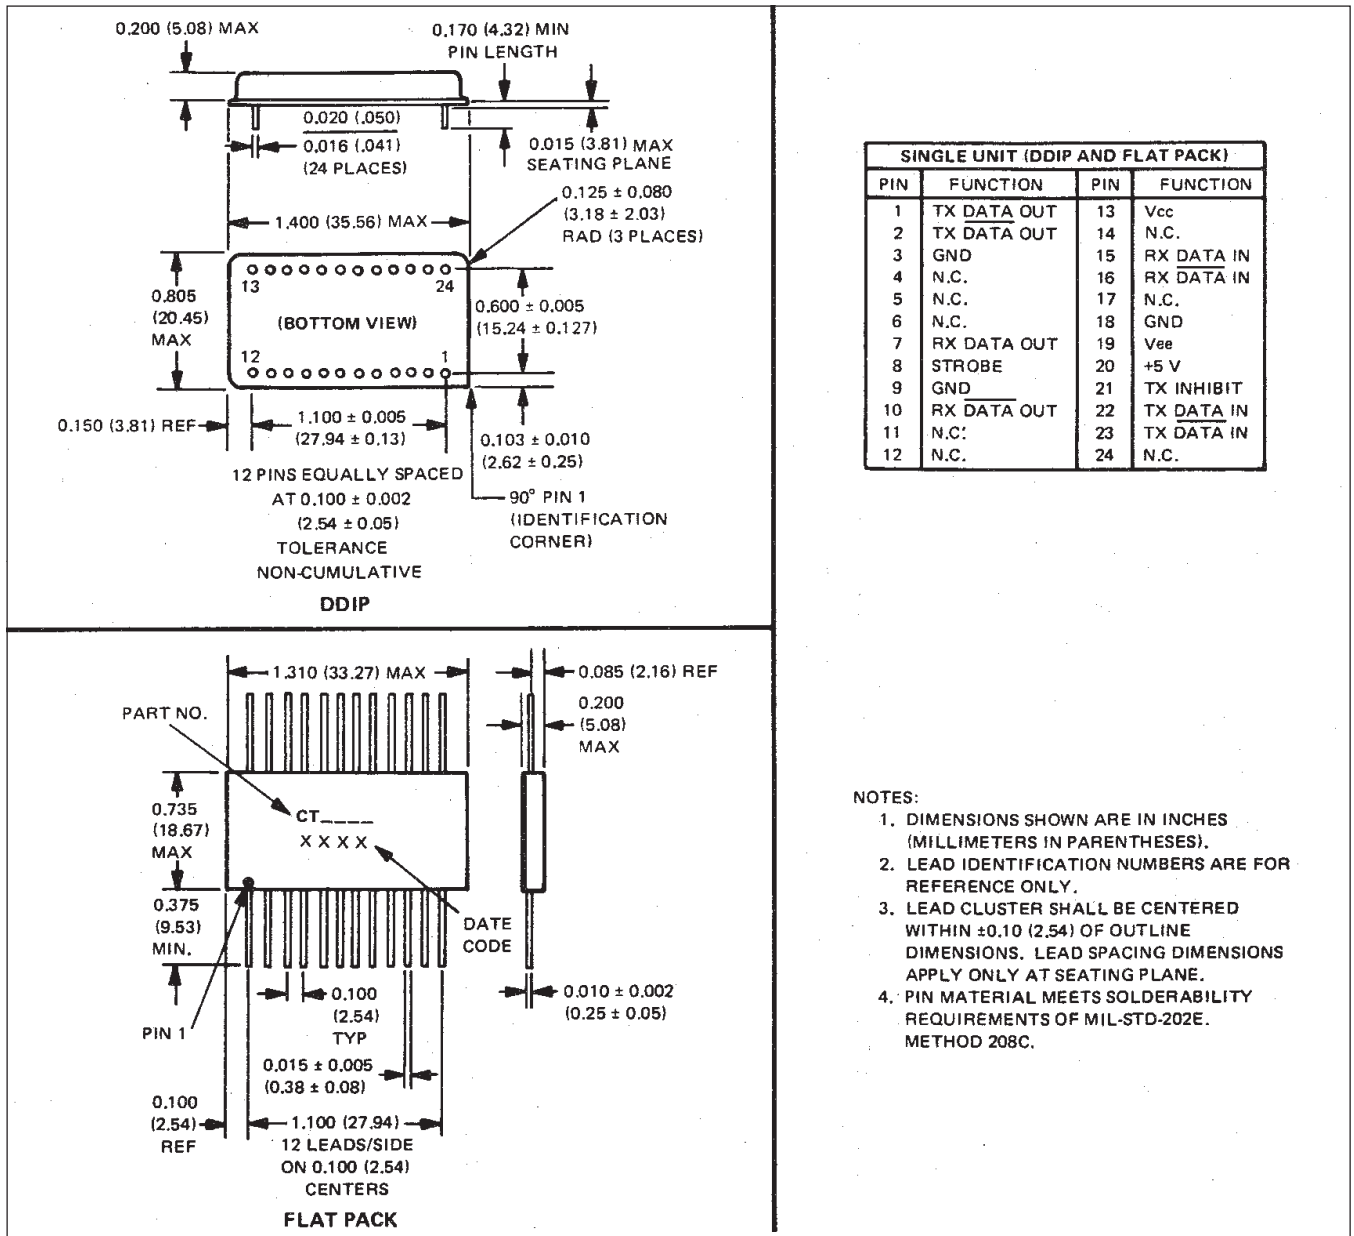 0.200 (5.08) MAX
0.170 (4.32) MIN
PIN LENGTH
0.020 (.050)
0.016 (.041)
(24 PLACES)
0.015 (3.81) MAX
SEATING PLANE
0.125 ± 0.080
(3.18 ± 2.03)
RAD (3 PLACES)
1.400 (35.56) MAX
13
24
0.805
(20.45)
MAX
(BOTTOM VIEW)
0.600 ± 0.005
(15.24 ± 0.127)
12
1
0.150 (3.81) REF
1.100 ± 0.005
(27.94 ± 0.13)
0.103 ± 0.010
(2.62 ± 0.25)
12 PINS EQUALLY SPACED
AT 0.100 ± 0.002
(2.54 ± 0.05)
TOLERANCE
NON-CUMULATIVE
90° PIN 1
(IDENTIFICATION
CORNER)
DDIP
1.310 (33.27) MAX
0.085 (2.16) REF
0.200
(5.08)
MAX
PART NO.
CT____
X X X X
0.735
(18.67)
MAX
0.375
(9.53)
MIN.
DATE
CODE
PIN 1
0.100
(2.54)
TYP
0.010 ± 0.002
(0.25 ± 0.05)
0.015 ± 0.005
(0.38 ± 0.08)
0.100
(2.54)
REF
1.100 (27.94)
12 LEADS/SIDE
ON 0.100 (2.54)
CENTERS
FLAT PACK
SINGLE UNIT (DDIP AND FLAT PACK)
PIN FUNCTION PIN FUNCTION
1 TX DATA OUT 13 Vcc
2 TX D̅A̅T̅A̅ OUT 14 N.C.
3 GND 15 RX DATA IN
4 N.C. 16 RX D̅A̅T̅A̅ IN
5 N.C. 17 N.C.
6 N.C. 18 GND
7 RX DATA OUT 19 Vee
8 STROBE 20 +5 V
9 GND 21 TX INHIBIT
10 RX D̅A̅T̅A̅ OUT 22 TX DATA IN
11 N.C. 23 TX D̅A̅T̅A̅ IN
12 N.C. 24 N.C.
NOTES:
1. DIMENSIONS SHOWN ARE IN INCHES
(MILLIMETERS IN PARENTHESES).
2. LEAD IDENTIFICATION NUMBERS ARE FOR
REFERENCE ONLY.
3. LEAD CLUSTER SHALL BE CENTERED
WITHIN ±0.10 (2.54) OF OUTLINE
DIMENSIONS. LEAD SPACING DIMENSIONS
APPLY ONLY AT SEATING PLANE.
4. PIN MATERIAL MEETS SOLDERABILITY
REQUIREMENTS OF MIL-STD-202E.
METHOD 208C.